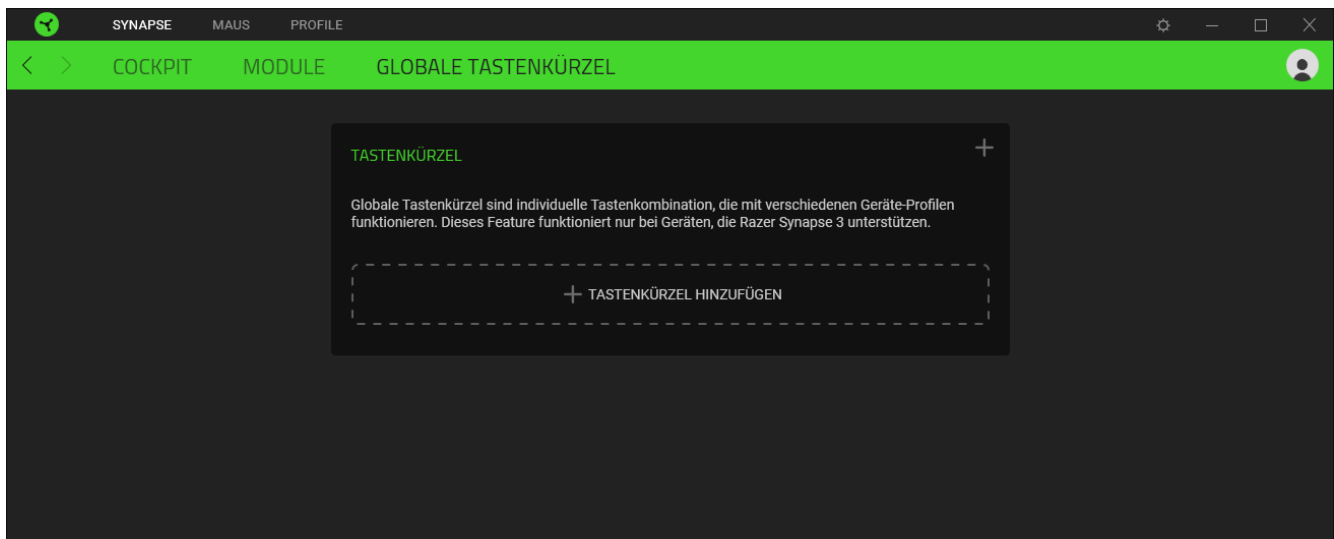 SYNAPSE MAUS PROFILE
COCKPIT MODULE GLOBALE TASTENKÜRZEL
TASTENKÜRZEL
Globale Tastenkürzel sind individuelle Tastenkombination, die mit verschiedenen Geräte-Profilen
funktionieren. Dieses Feature funktioniert nur bei Geräten, die Razer Synapse 3 unterstützen.
TASTENKÜRZEL HINZUFÜGEN